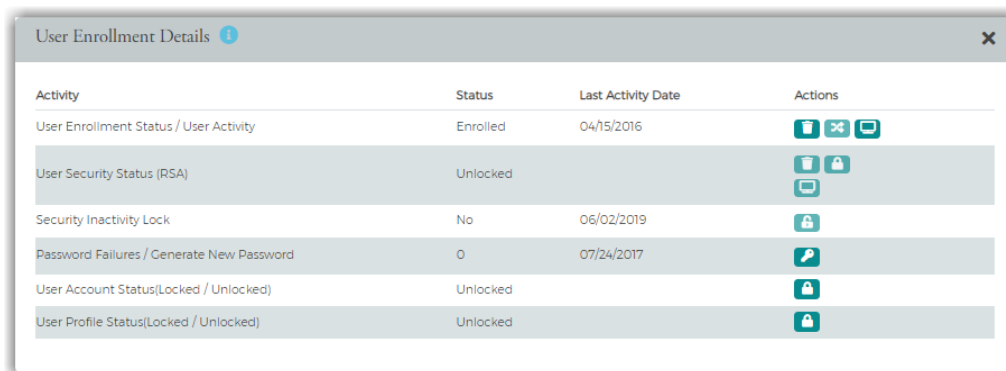 User Enrollment Details
Activity Status Last Activity Date Actions
User Enrollment Status / User Activity Enrolled 04/15/2016
User Security Status (RSA) Unlocked
Security Inactivity Lock No 06/02/2019
Password Failures / Generate New Password 0 07/24/2017
User Account Status(Locked / Unlocked) Unlocked
User Profile Status(Locked / Unlocked) Unlocked